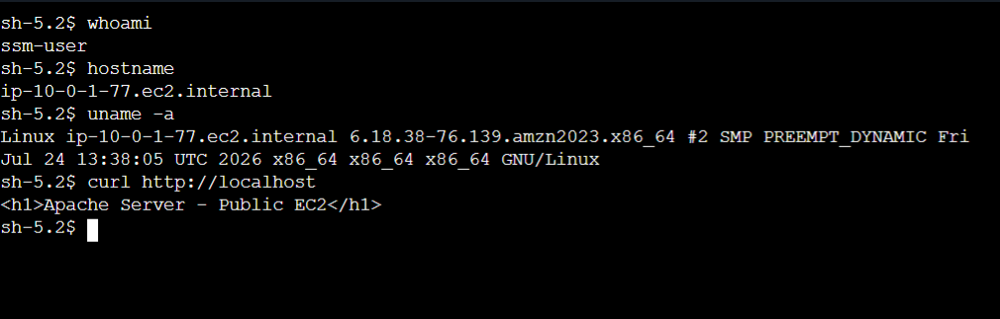 sh-5.2$ whoami
ssm-user
sh-5.2$ hostname
ip-10-0-1-77.ec2.internal
sh-5.2$ uname -a
Linux ip-10-0-1-77.ec2.internal 6.18.38-76.139.amzn2023.x86_64 #2 SMP PREEMPT_DYNAMIC Fri
Jul 24 13:38:05 UTC 2026 x86_64 x86_64 x86_64 GNU/Linux
sh-5.2$ curl http://localhost
<h1>Apache Server - Public EC2</h1>
sh-5.2$